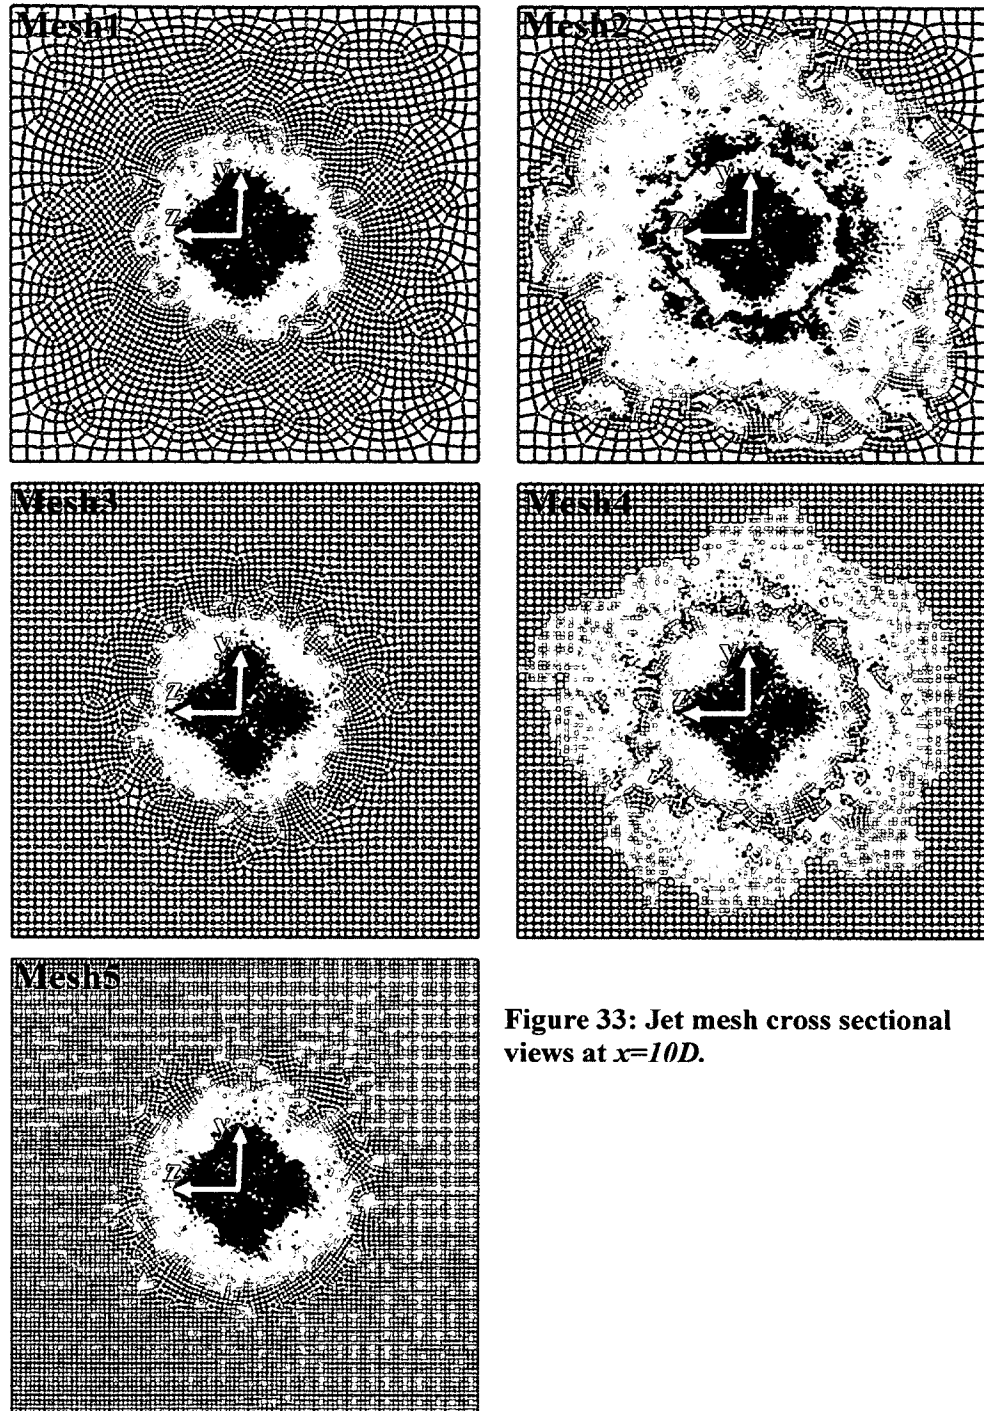 Mesh1
Mesh2
y
z
y
z
Mesh3
Mesh4
y
z
y
z
Mesh5
y
z
Figure 33: Jet mesh cross sectional
views at x=10D.